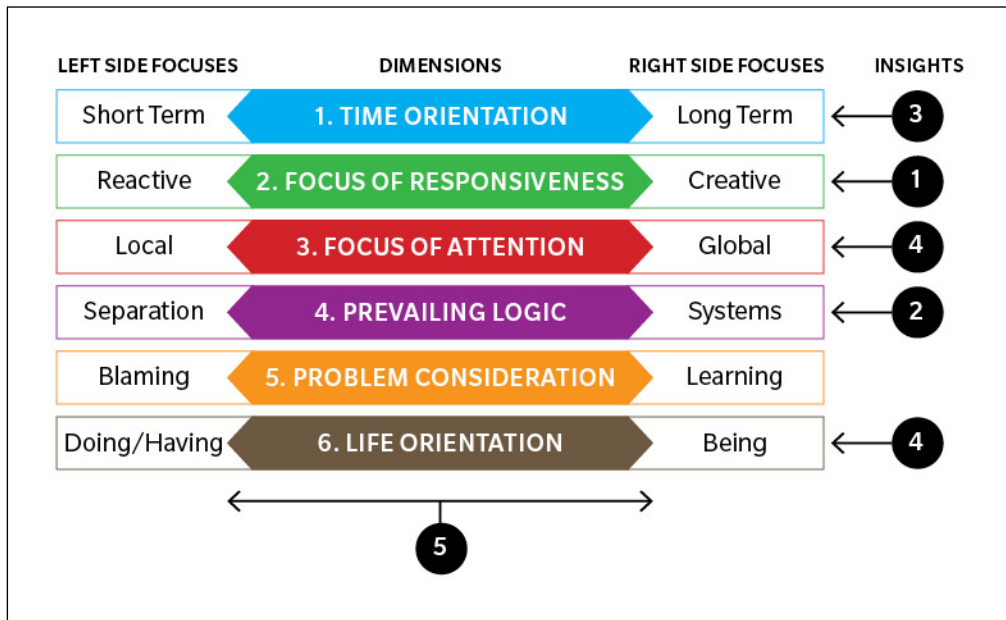 LEFT SIDE FOCUSES DIMENSIONS RIGHT SIDE FOCUSES INSIGHTS
Short Term 1. TIME ORIENTATION Long Term 3
Reactive 2. FOCUS OF RESPONSIVENESS Creative 1
Local 3. FOCUS OF ATTENTION Global 4
Separation 4. PREVAILING LOGIC Systems 2
Blaming 5. PROBLEM CONSIDERATION Learning
Doing/Having 6. LIFE ORIENTATION Being 4
5